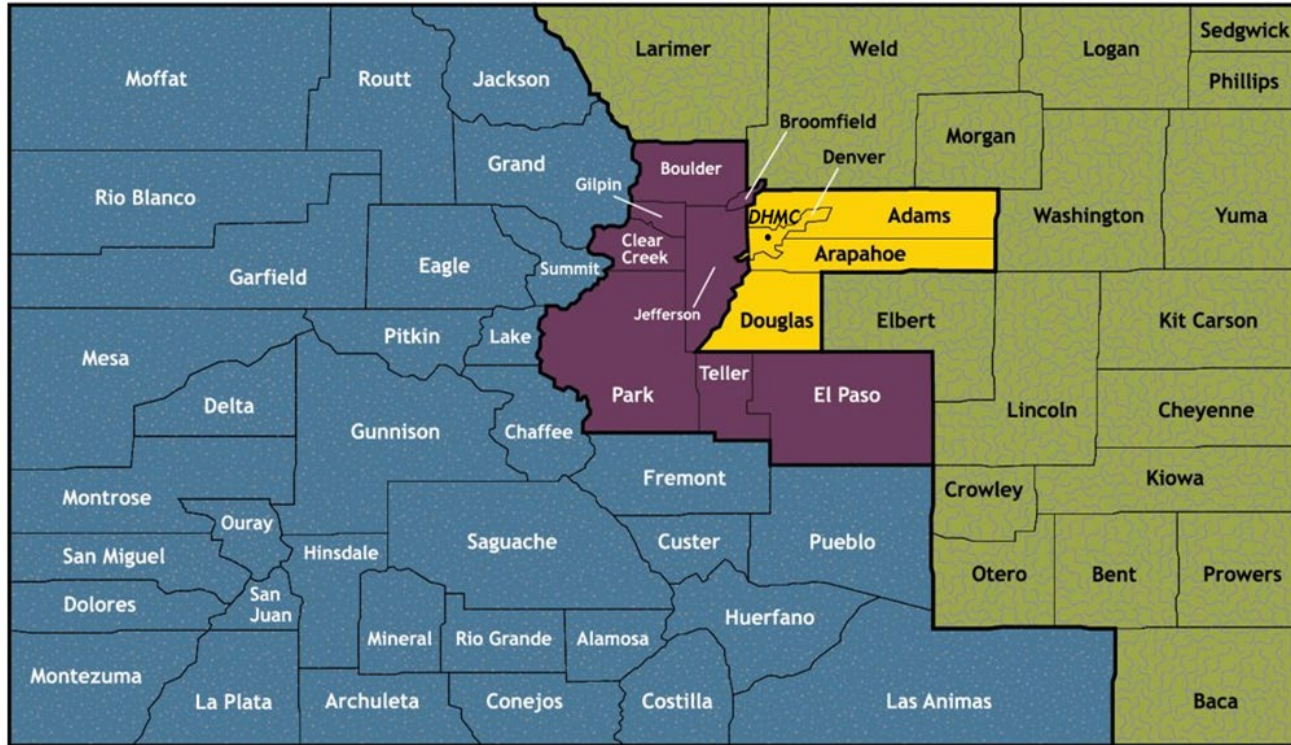 Sedgwick
Larimer
Weld
Logan
Moffat
Routt
Jackson
Phillips
Broomfield
Morgan
Denver
Grand
Boulder
Gilpin
Rio Blanco
DHMC
Adams
Washington
Yuma
Clear
Creek
Arapahoe
Eagle
Summit
Garfield
Jefferson
Douglas
Elbert
Kit Carson
Pitkin
Lake
Mesa
Teller
Park
El Paso
Delta
Lincoln
Cheyenne
Gunnison
Chaffee
Fremont
Kiowa
Crowley
Montrose
Ouray
Saguache
Custer
Pueblo
Hinsdale
San Miguel
Otero
Bent
Prowers
San
Juan
Dolores
Huerfano
Mineral
Rio Grande
Alamosa
Montezuma
La Plata
Archuleta
Conejos
Costilla
Las Animas
Baca